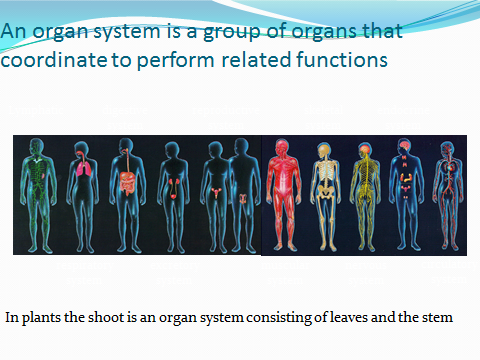 An organ system is a group of organs that
coordinate to perform related functions
In plants the shoot is an organ system consisting of leaves and the stem